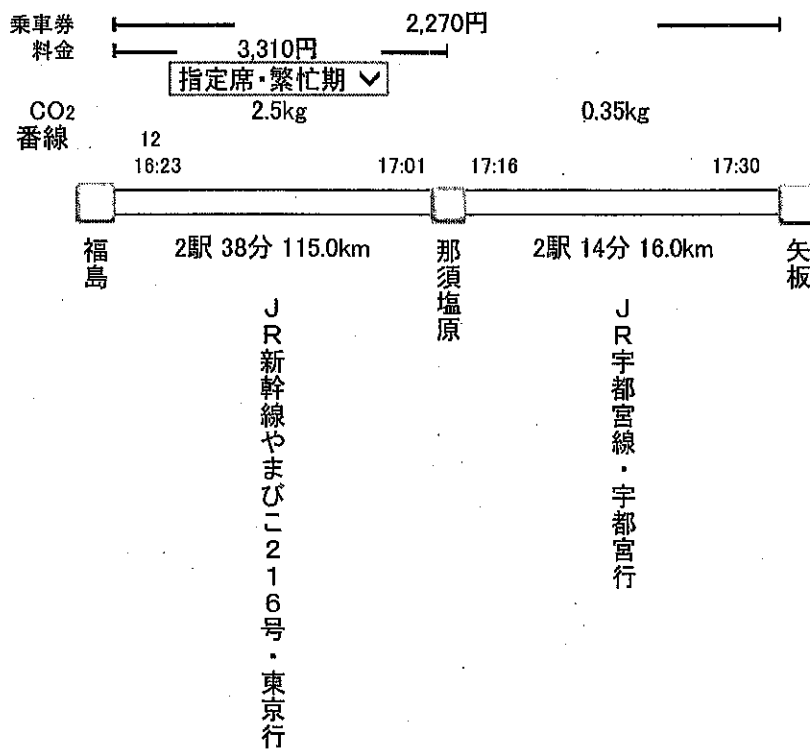 乗車券 2,270円
料金 3,310円
指定席・繁忙期
CO2 2.5kg 0.35kg
番線 12
16:23 17:01 17:16 17:30
2駅 38分 115.0km 2駅 14分 16.0km
福島
那須塩原
矢板
JR新幹線やまびこ216号・東京行
JR宇都宮線・宇都宮行